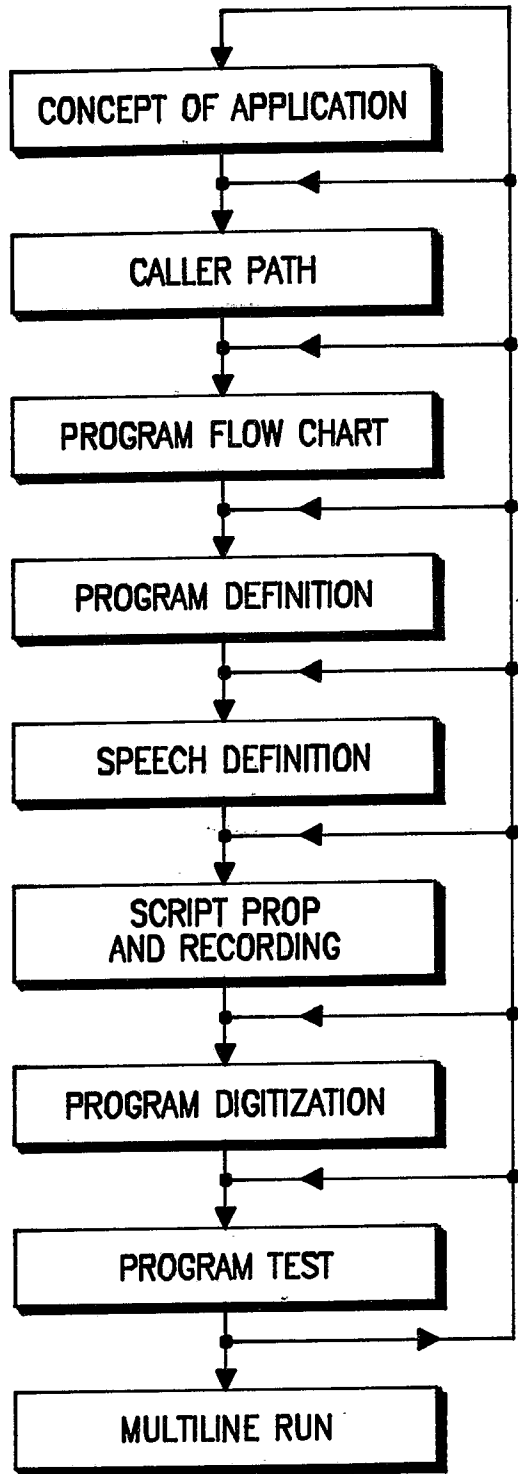 CONCEPT OF APPLICATION
CALLER PATH
PROGRAM FLOW CHART
PROGRAM DEFINITION
SPEECH DEFINITION
SCRIPT PROP
AND RECORDING
PROGRAM DIGITIZATION
PROGRAM TEST
MULTILINE RUN